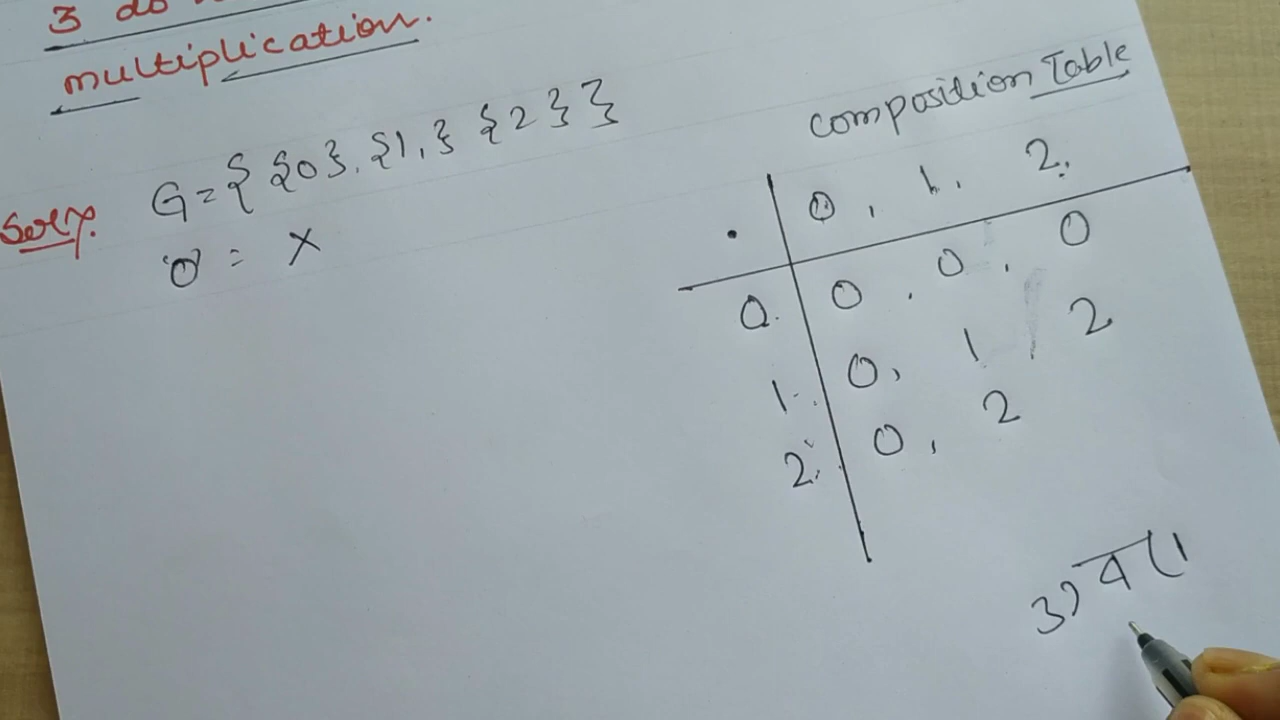 3 do
multiplication.
Soln. G = { {0}, {1,} {2} }
'o' = ×
Composition Table
. 0, 1, 2.
0. 0, 0, 0
1. 0, 1, 2
2. 0, 2
3)4(1